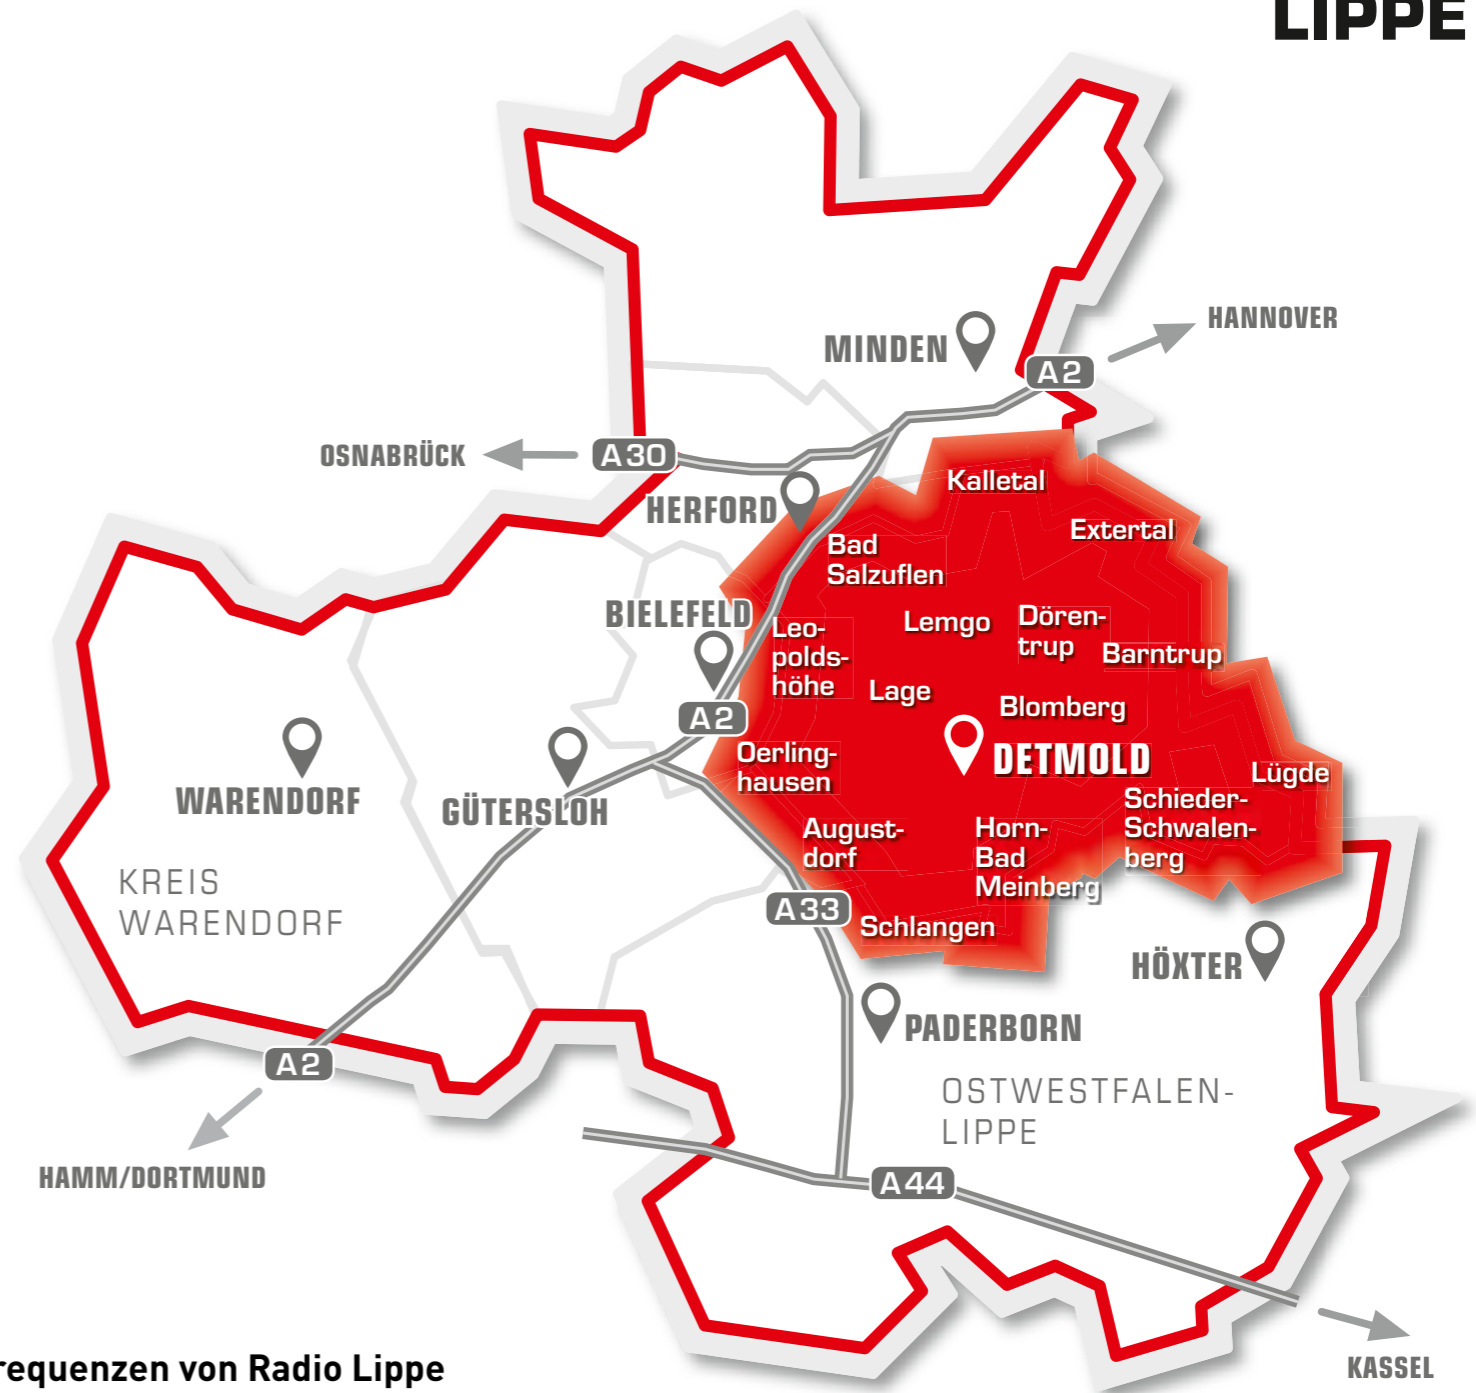 LIPPE
HANNOVER
MINDEN
A2
OSNABRÜCK
A30
Kalletal
HERFORD
Extertal
Bad
Salzuflen
BIELEFELD
Leo-
polds-
höhe
Lemgo
Dören-
trup
Barntrup
Lage
Blomberg
A2
DETMOLD
Oerling-
hausen
Lügde
WARENDORF
GÜTERSLOH
Schieder-
Schwalen-
berg
August-
dorf
Horn-
Bad
Meinberg
KREIS
WARENDORF
A33
Schlangen
HÖXTER
PADERBORN
A2
OSTWESTFALEN-
LIPPE
HAMM/DORTMUND
A44
KASSEL
requenzen von Radio Lippe